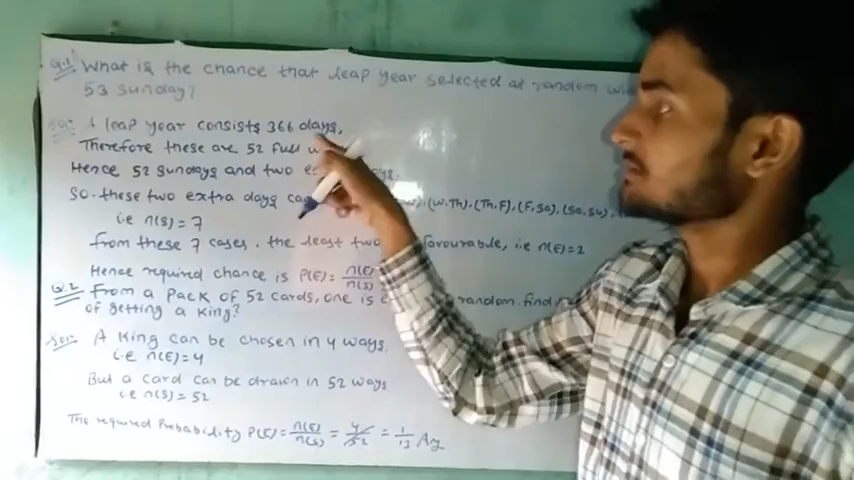 Q.1 What is the chance that leap year selected at random
53 Sunday?
Sol: A leap year consists 366 days,
Therefore these are 52 full
Hence 52 Sundays and two
So. these two extra days (W.Th),(Th.F),(F,Sa),(Sa,Su),
i.e n(S) = 7
from these 7 cases. the least two favourable, i.e n(E)=2
Hence required chance is P(E) = n(E)/n(S)
Q.2 From a Pack of 52 cards, one is random. find
of getting a King?
Sol: A King can be chosen in 4 ways.
i.e n(E) = 4
But a card can be drawn in 52 ways
i.e n(S) = 52
The required Probability P(E) = n(E)/n(S) = 4/52 = 1/13 Ay